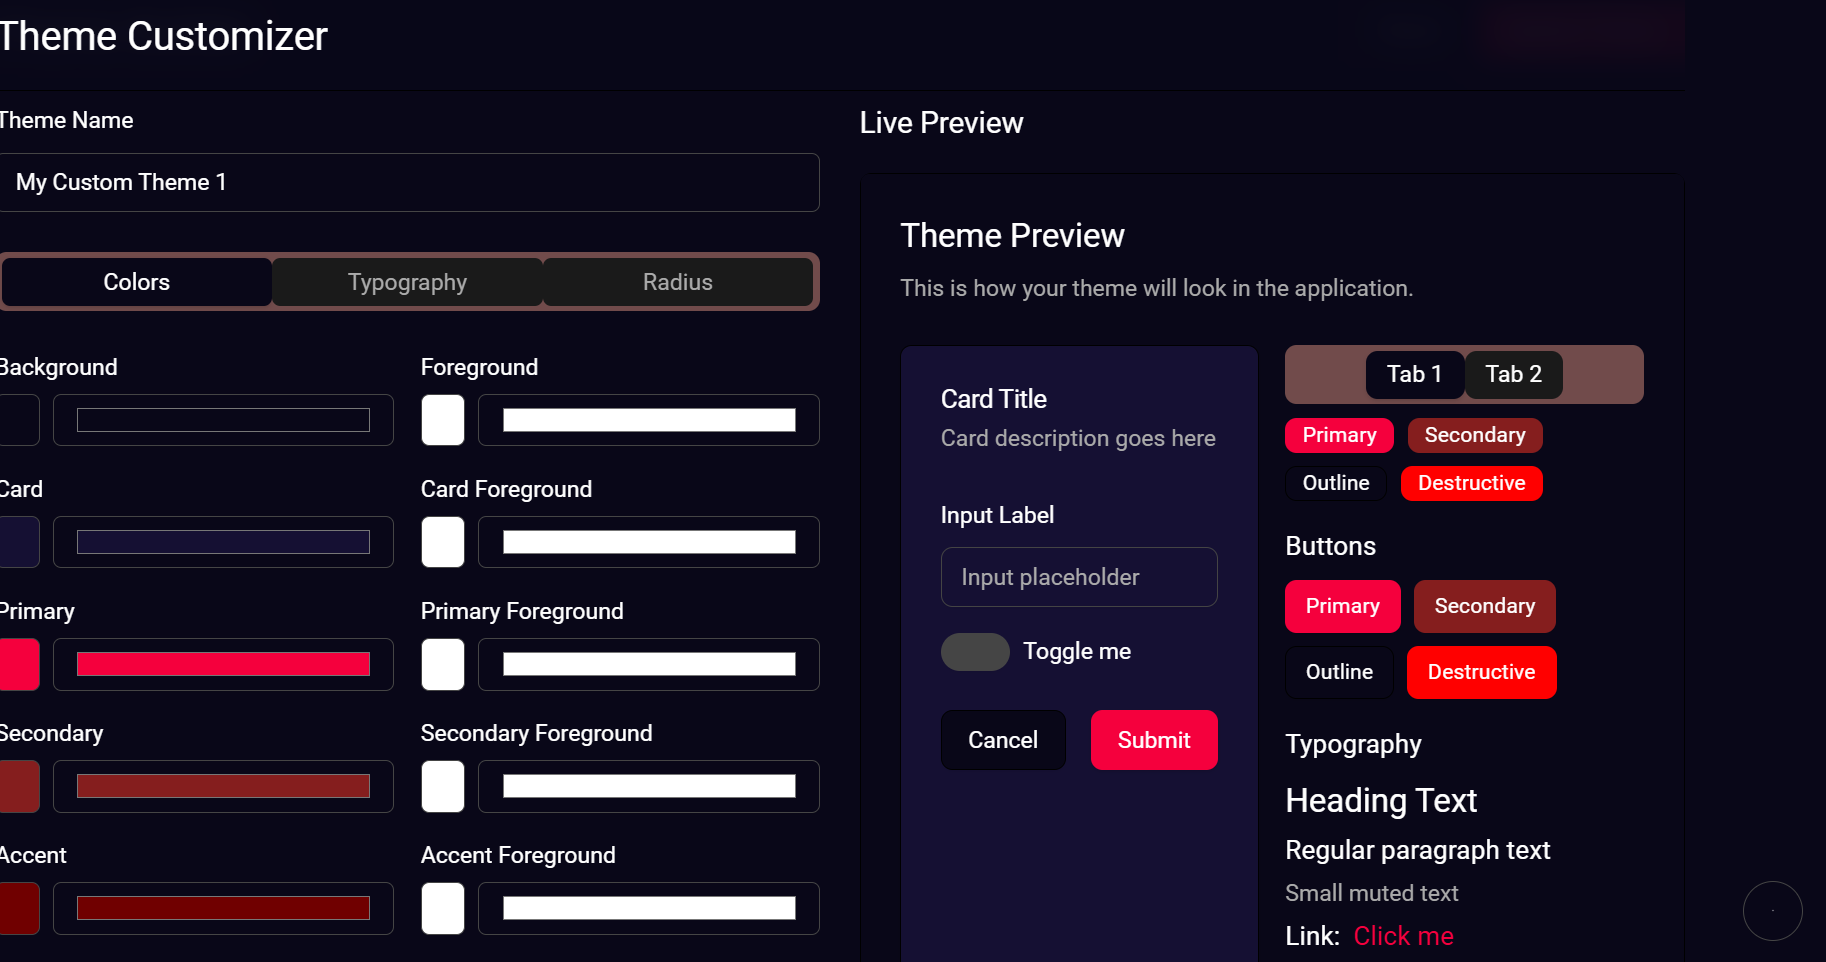 Theme Customizer
Theme Name
My Custom Theme 1
Colors Typography Radius
Background Foreground
Card Card Foreground
Primary Primary Foreground
Secondary Secondary Foreground
Accent Accent Foreground
Live Preview
Theme Preview
This is how your theme will look in the application.
Card Title
Card description goes here
Input Label
Input placeholder
Toggle me
Cancel Submit
Tab 1 Tab 2
Primary Secondary
Outline Destructive
Buttons
Primary Secondary
Outline Destructive
Typography
Heading Text
Regular paragraph text
Small muted text
Link: Click me